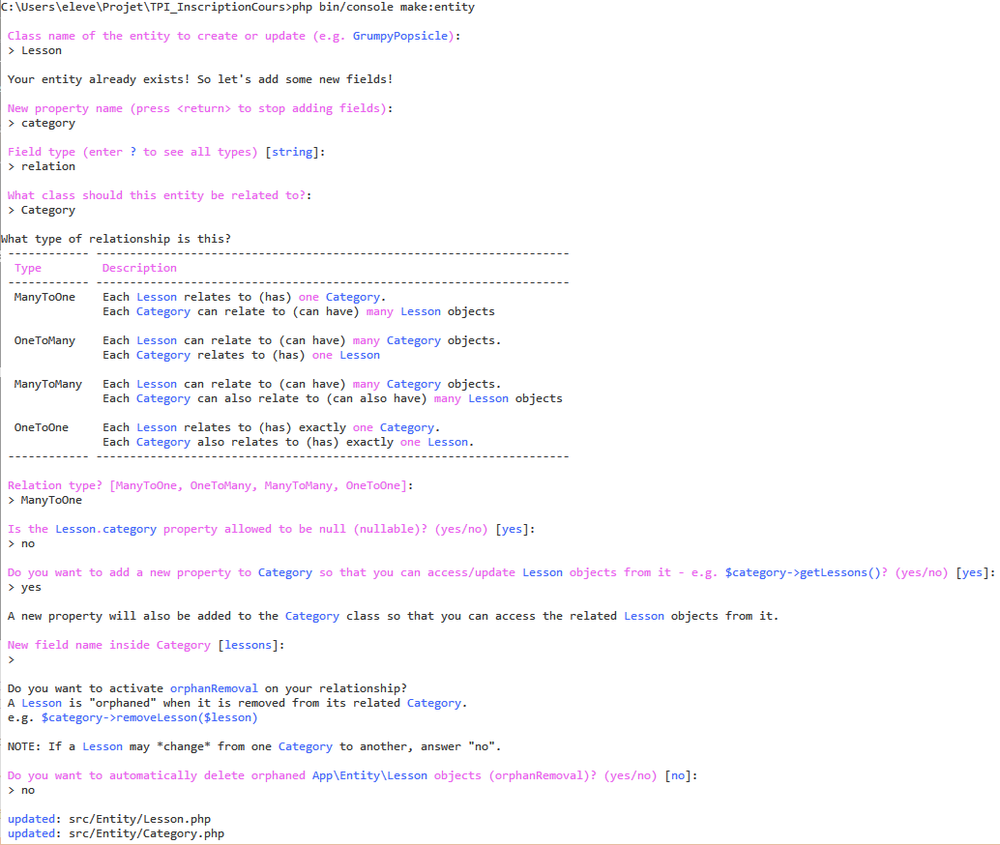 C:\Users\eleve\Projet\TPI_InscriptionCours>php bin/console make:entity
Class name of the entity to create or update (e.g. GrumpyPopsicle):
> Lesson
Your entity already exists! So let's add some new fields!
New property name (press <return> to stop adding fields):
> category
Field type (enter ? to see all types) [string]:
> relation
What class should this entity be related to?:
> Category
What type of relationship is this?
------------ ----------------------------------------------------------------------
Type Description
------------ ----------------------------------------------------------------------
ManyToOne Each Lesson relates to (has) one Category.
Each Category can relate to (can have) many Lesson objects
OneToMany Each Lesson can relate to (can have) many Category objects.
Each Category relates to (has) one Lesson
ManyToMany Each Lesson can relate to (can have) many Category objects.
Each Category can also relate to (can also have) many Lesson objects
OneToOne Each Lesson relates to (has) exactly one Category.
Each Category also relates to (has) exactly one Lesson.
------------ ----------------------------------------------------------------------
Relation type? [ManyToOne, OneToMany, ManyToMany, OneToOne]:
> ManyToOne
Is the Lesson.category property allowed to be null (nullable)? (yes/no) [yes]:
> no
Do you want to add a new property to Category so that you can access/update Lesson objects from it - e.g. $category->getLessons()? (yes/no) [yes]:
> yes
A new property will also be added to the Category class so that you can access the related Lesson objects from it.
New field name inside Category [lessons]:
>
Do you want to activate orphanRemoval on your relationship?
A Lesson is "orphaned" when it is removed from its related Category.
e.g. $category->removeLesson($lesson)
NOTE: If a Lesson may *change* from one Category to another, answer "no".
Do you want to automatically delete orphaned App\Entity\Lesson objects (orphanRemoval)? (yes/no) [no]:
> no
updated: src/Entity/Lesson.php
updated: src/Entity/Category.php